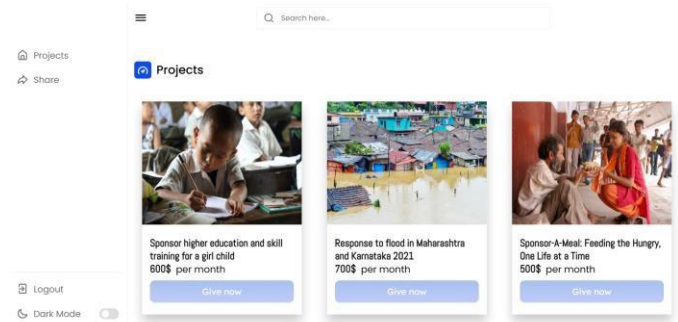 Search here...
Projects
Share
Projects
Sponsor higher education and skill
training for a girl child
600$ per month
Give now
Response to flood in Maharashtra
and Karnataka 2021
700$ per month
Give now
Sponsor-A-Meal: Feeding the Hungry,
One Life at a Time
500$ per month
Give now
Logout
Dark Mode